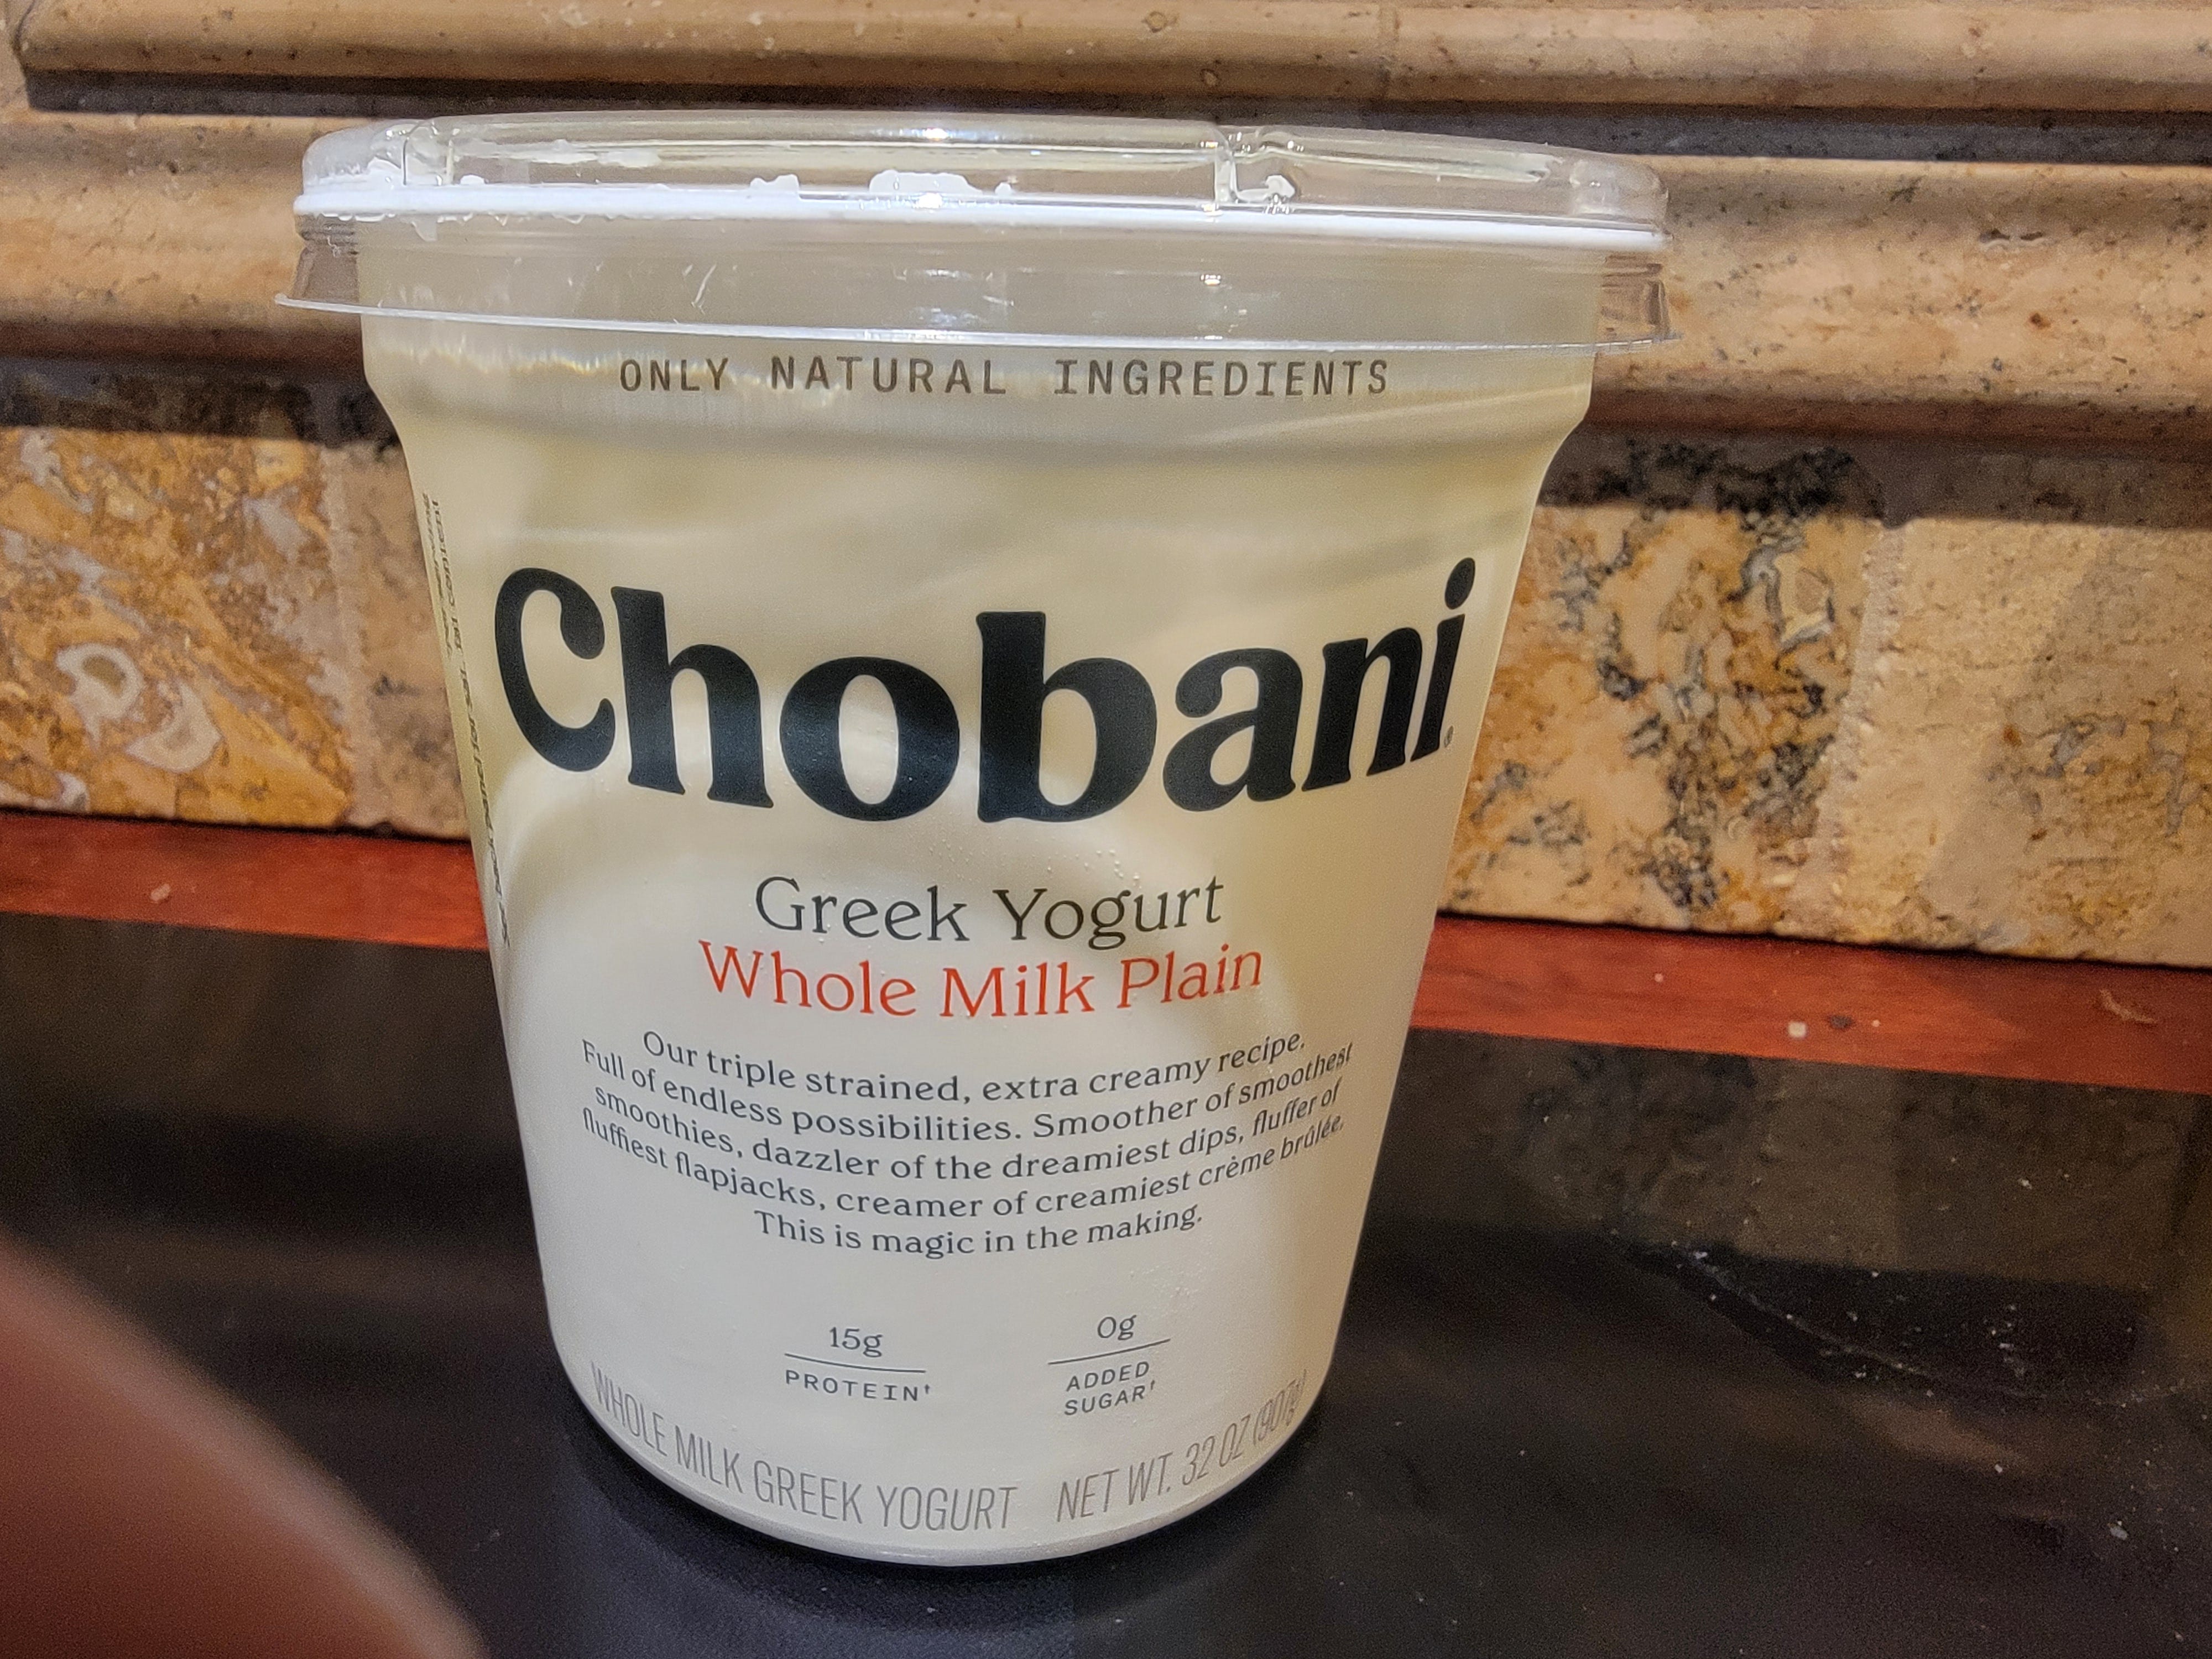 ONLY NATURAL INGREDIENTS
Chobani®
Greek Yogurt
Whole Milk Plain
Our triple strained, extra creamy recipe.
Full of endless possibilities. Smoother of smoothest
smoothies, dazzler of the dreamiest dips, fluffer of
fluffiest flapjacks, creamer of creamiest crème brûlée.
This is magic in the making.
15g
PROTEIN†
0g
ADDED
SUGAR†
WHOLE MILK GREEK YOGURT NET WT. 32 OZ (907g)